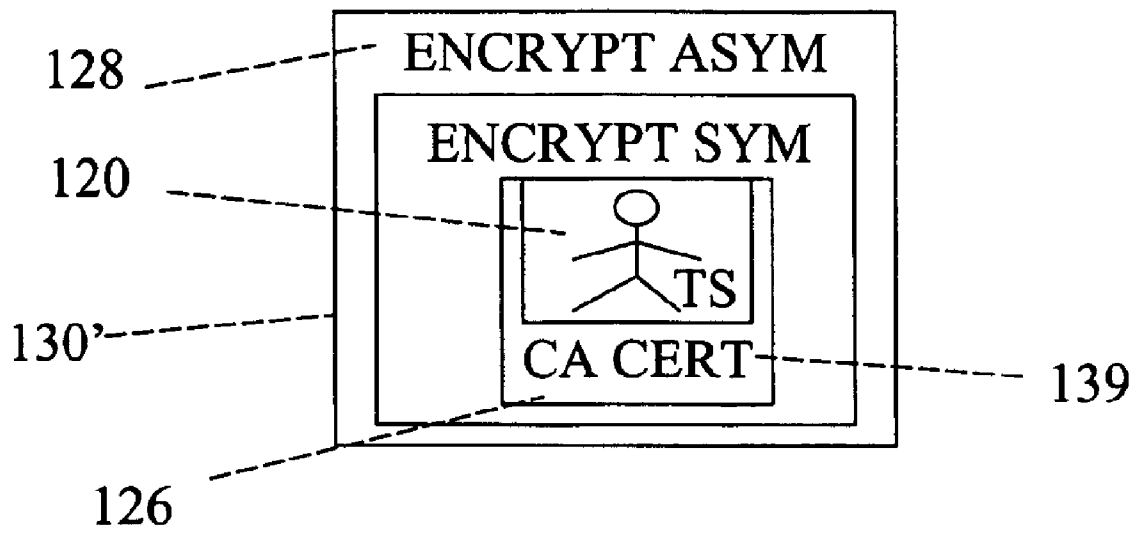 128
ENCRYPT ASYM
ENCRYPT SYM
120
TS
130’
CA CERT
139
126